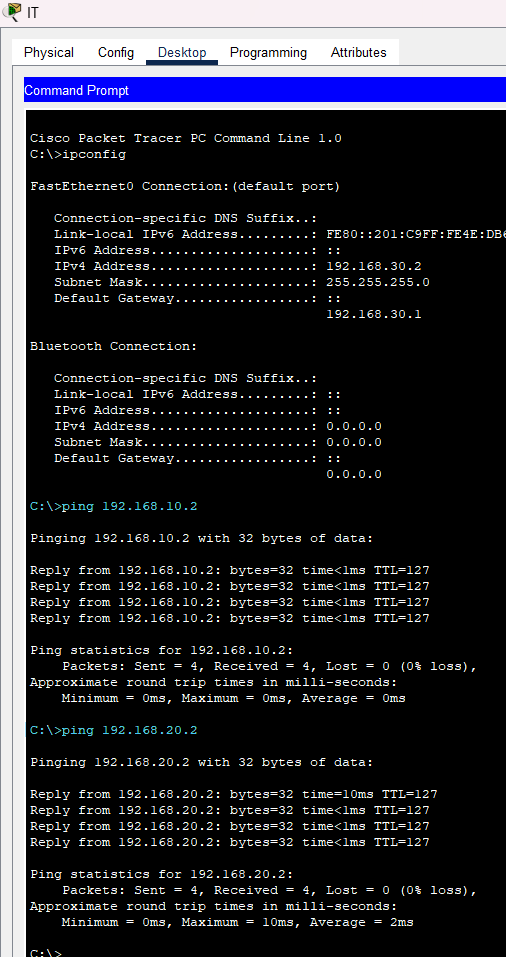 IT
Physical Config Desktop Programming Attributes
Command Prompt
Cisco Packet Tracer PC Command Line 1.0
C:\>ipconfig
FastEthernet0 Connection:(default port)
Connection-specific DNS Suffix..:
Link-local IPv6 Address.........: FE80::201:C9FF:FE4E:DB6
IPv6 Address....................: ::
IPv4 Address....................: 192.168.30.2
Subnet Mask.....................: 255.255.255.0
Default Gateway.................: ::
192.168.30.1
Bluetooth Connection:
Connection-specific DNS Suffix..:
Link-local IPv6 Address.........: ::
IPv6 Address....................: ::
IPv4 Address....................: 0.0.0.0
Subnet Mask.....................: 0.0.0.0
Default Gateway.................: ::
0.0.0.0
C:\>ping 192.168.10.2
Pinging 192.168.10.2 with 32 bytes of data:
Reply from 192.168.10.2: bytes=32 time<1ms TTL=127
Reply from 192.168.10.2: bytes=32 time<1ms TTL=127
Reply from 192.168.10.2: bytes=32 time<1ms TTL=127
Reply from 192.168.10.2: bytes=32 time<1ms TTL=127
Ping statistics for 192.168.10.2:
Packets: Sent = 4, Received = 4, Lost = 0 (0% loss),
Approximate round trip times in milli-seconds:
Minimum = 0ms, Maximum = 0ms, Average = 0ms
C:\>ping 192.168.20.2
Pinging 192.168.20.2 with 32 bytes of data:
Reply from 192.168.20.2: bytes=32 time=10ms TTL=127
Reply from 192.168.20.2: bytes=32 time<1ms TTL=127
Reply from 192.168.20.2: bytes=32 time<1ms TTL=127
Reply from 192.168.20.2: bytes=32 time<1ms TTL=127
Ping statistics for 192.168.20.2:
Packets: Sent = 4, Received = 4, Lost = 0 (0% loss),
Approximate round trip times in milli-seconds:
Minimum = 0ms, Maximum = 10ms, Average = 2ms
C:\>